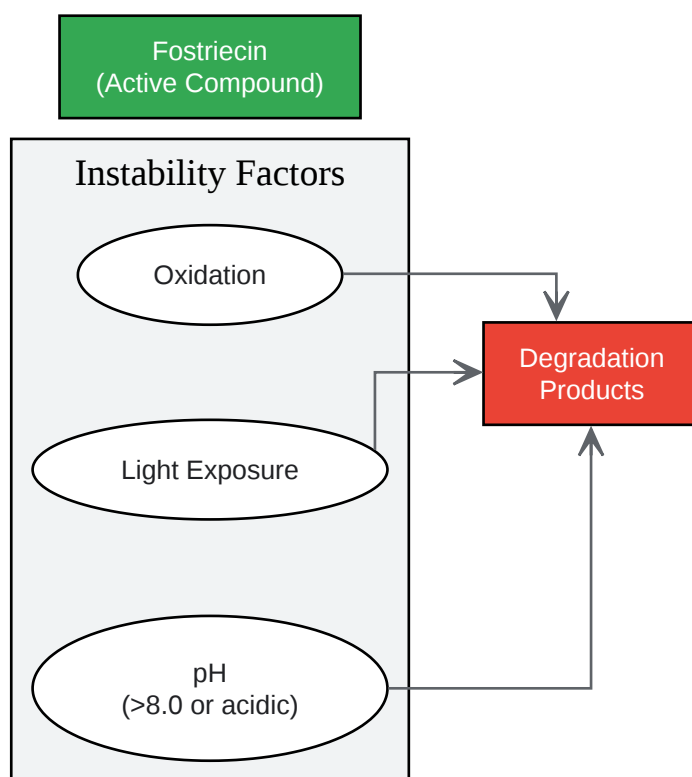 Fostriecin
(Active Compound)
Instability Factors
Oxidation
Degradation
Products
Light Exposure
pH
(>8.0 or acidic)